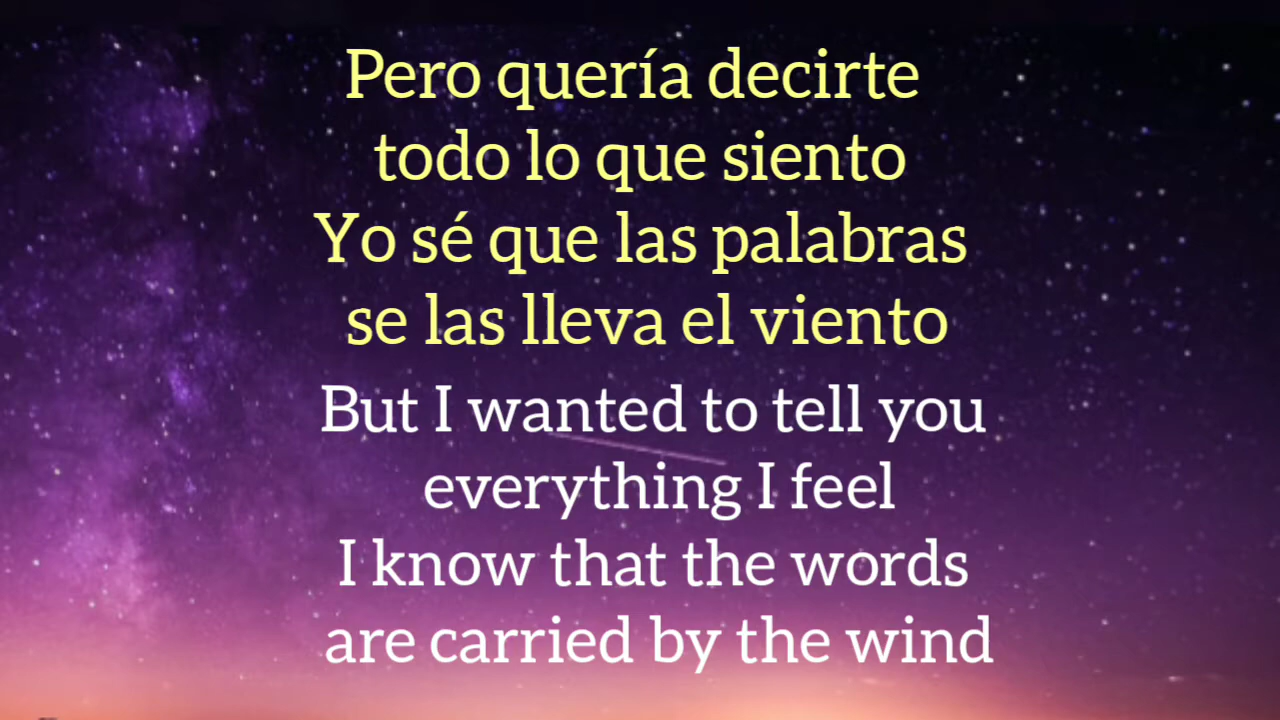 Pero quería decirte
todo lo que siento
Yo sé que las palabras
se las lleva el viento
But I wanted to tell you
everything I feel
I know that the words
are carried by the wind